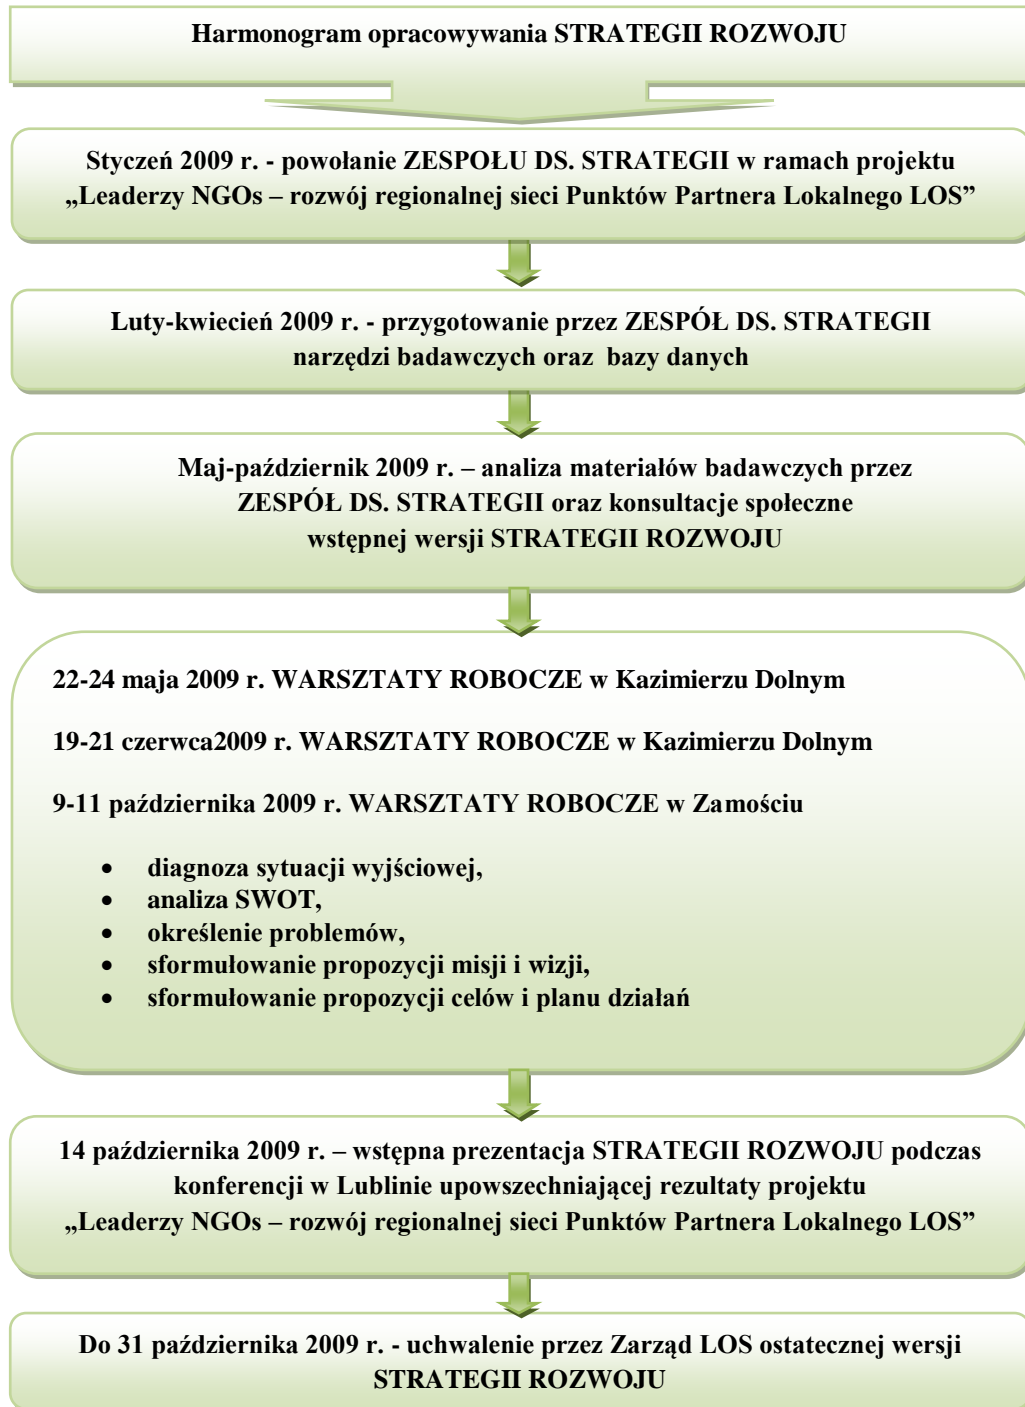 Harmonogram opracowywania STRATEGII ROZWOJU
Styczeń 2009 r. - powołanie ZESPOŁU DS. STRATEGII w ramach projektu
„Leaderzy NGOs – rozwój regionalnej sieci Punktów Partnera Lokalnego LOS”
Luty-kwiecień 2009 r. - przygotowanie przez ZESPÓŁ DS. STRATEGII
narzędzi badawczych oraz bazy danych
Maj-październik 2009 r. – analiza materiałów badawczych przez
ZESPÓŁ DS. STRATEGII oraz konsultacje społeczne
wstępnej wersji STRATEGII ROZWOJU
22-24 maja 2009 r. WARSZTATY ROBOCZE w Kazimierzu Dolnym
19-21 czerwca2009 r. WARSZTATY ROBOCZE w Kazimierzu Dolnym
9-11 października 2009 r. WARSZTATY ROBOCZE w Zamościu
• diagnoza sytuacji wyjściowej,
• analiza SWOT,
• określenie problemów,
• sformułowanie propozycji misji i wizji,
• sformułowanie propozycji celów i planu działań
14 października 2009 r. – wstępna prezentacja STRATEGII ROZWOJU podczas
konferencji w Lublinie upowszechniającej rezultaty projektu
„Leaderzy NGOs – rozwój regionalnej sieci Punktów Partnera Lokalnego LOS”
Do 31 października 2009 r. - uchwalenie przez Zarząd LOS ostatecznej wersji
STRATEGII ROZWOJU